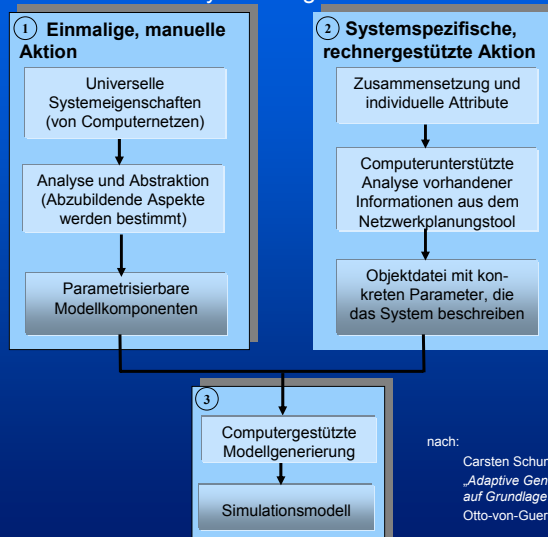 1 Einmalige, manuelle
Aktion
Universelle
Systemeigenschaften
(von Computernetzen)
Analyse und Abstraktion
(Abzubildende Aspekte
werden bestimmt)
Parametrisierbare
Modellkomponenten
2 Systemspezifische,
rechnergestützte Aktion
Zusammensetzung und
individuelle Attribute
Computerunterstützte
Analyse vorhandener
Informationen aus dem
Netzwerkplanungstool
Objektdatei mit kon-
kreten Parameter, die
das System beschreiben
3
Computergestützte
Modellgenerierung
Simulationsmodell
nach:
Carsten
„Adaptive
auf Grundlage